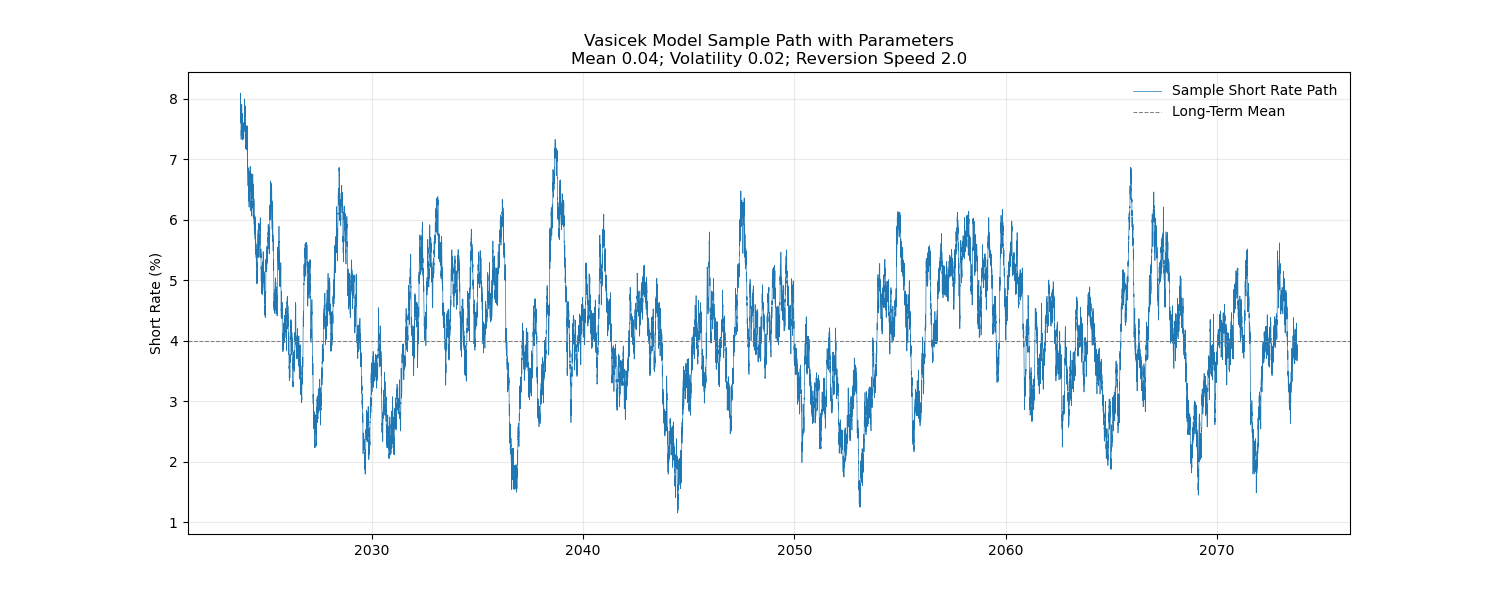 Vasicek Model Sample Path with Parameters
Mean 0.04; Volatility 0.02; Reversion Speed 2.0
Sample Short Rate Path
Long-Term Mean
Short Rate (%)
8
7
6
5
4
3
2
1
2030
2040
2050
2060
2070